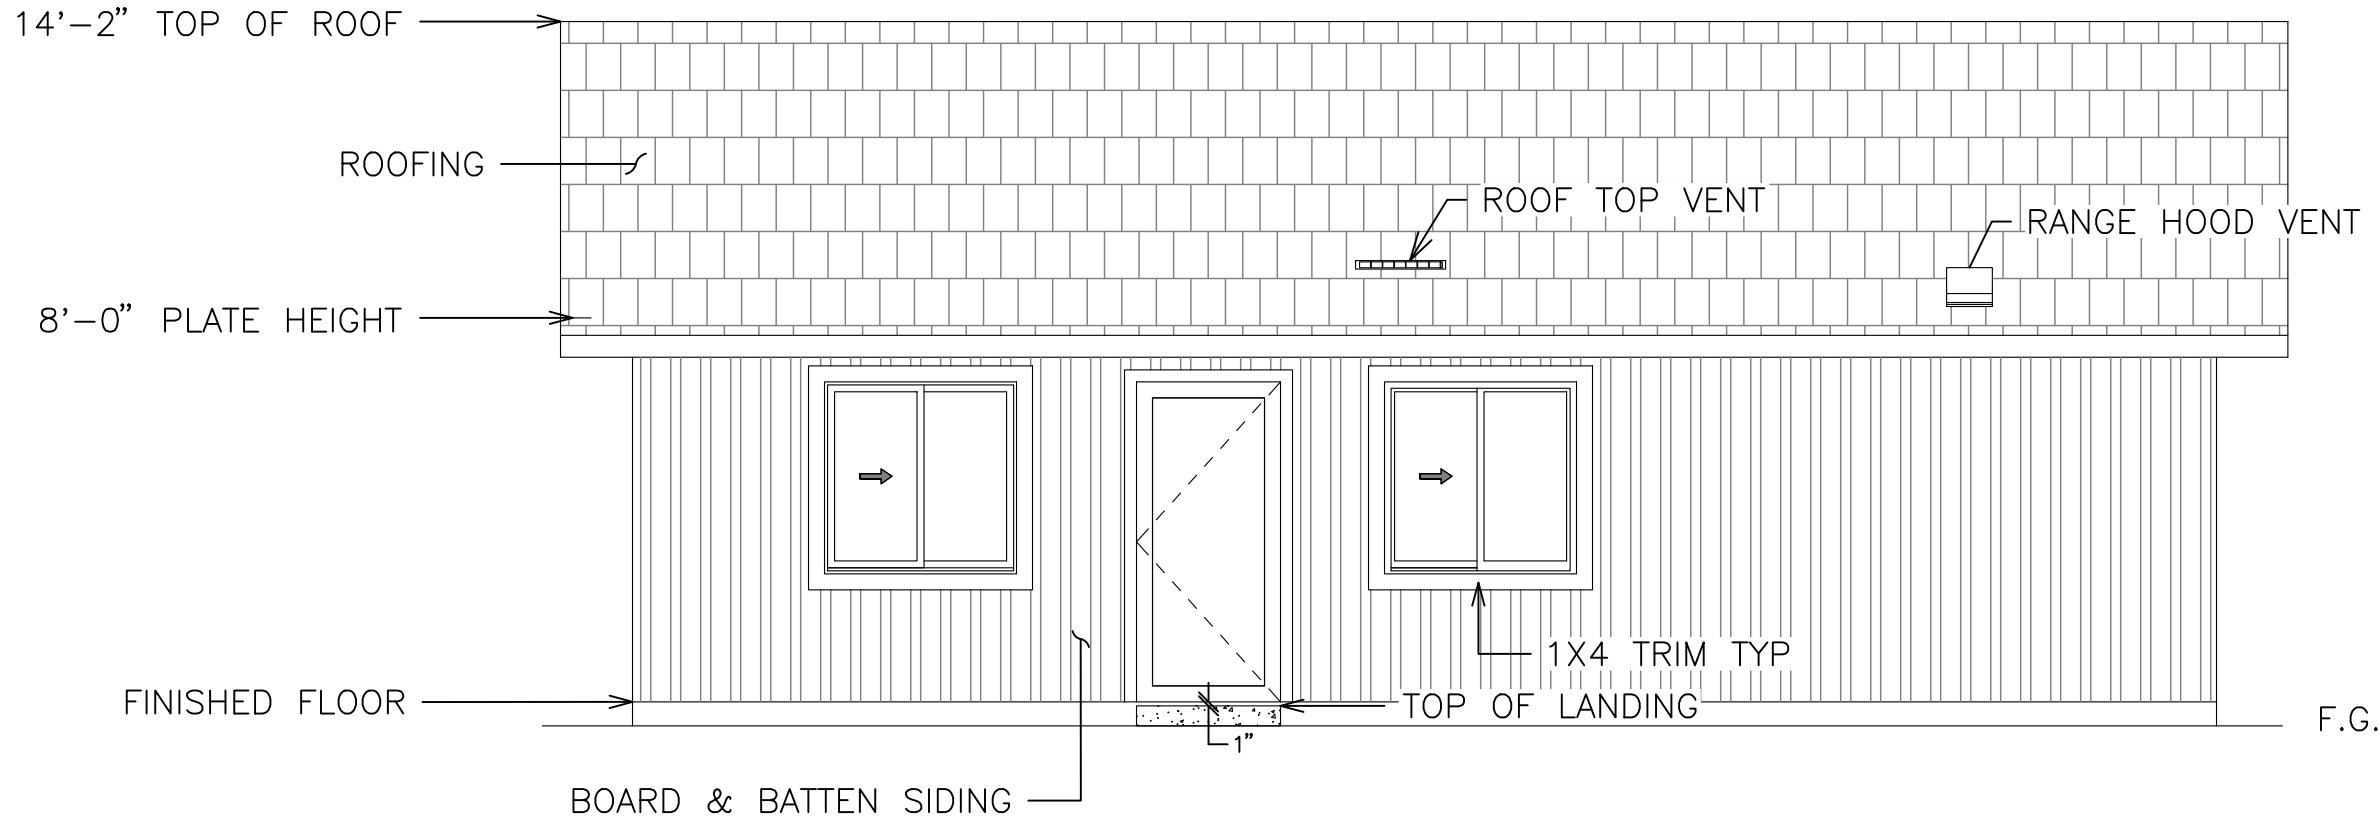 14'-2" TOP OF ROOF
ROOFING
ROOF TOP VENT
RANGE HOOD VENT
8'-0" PLATE HEIGHT
1X4 TRIM TYP
FINISHED FLOOR
TOP OF LANDING
F.G.
1"
BOARD & BATTEN SIDING